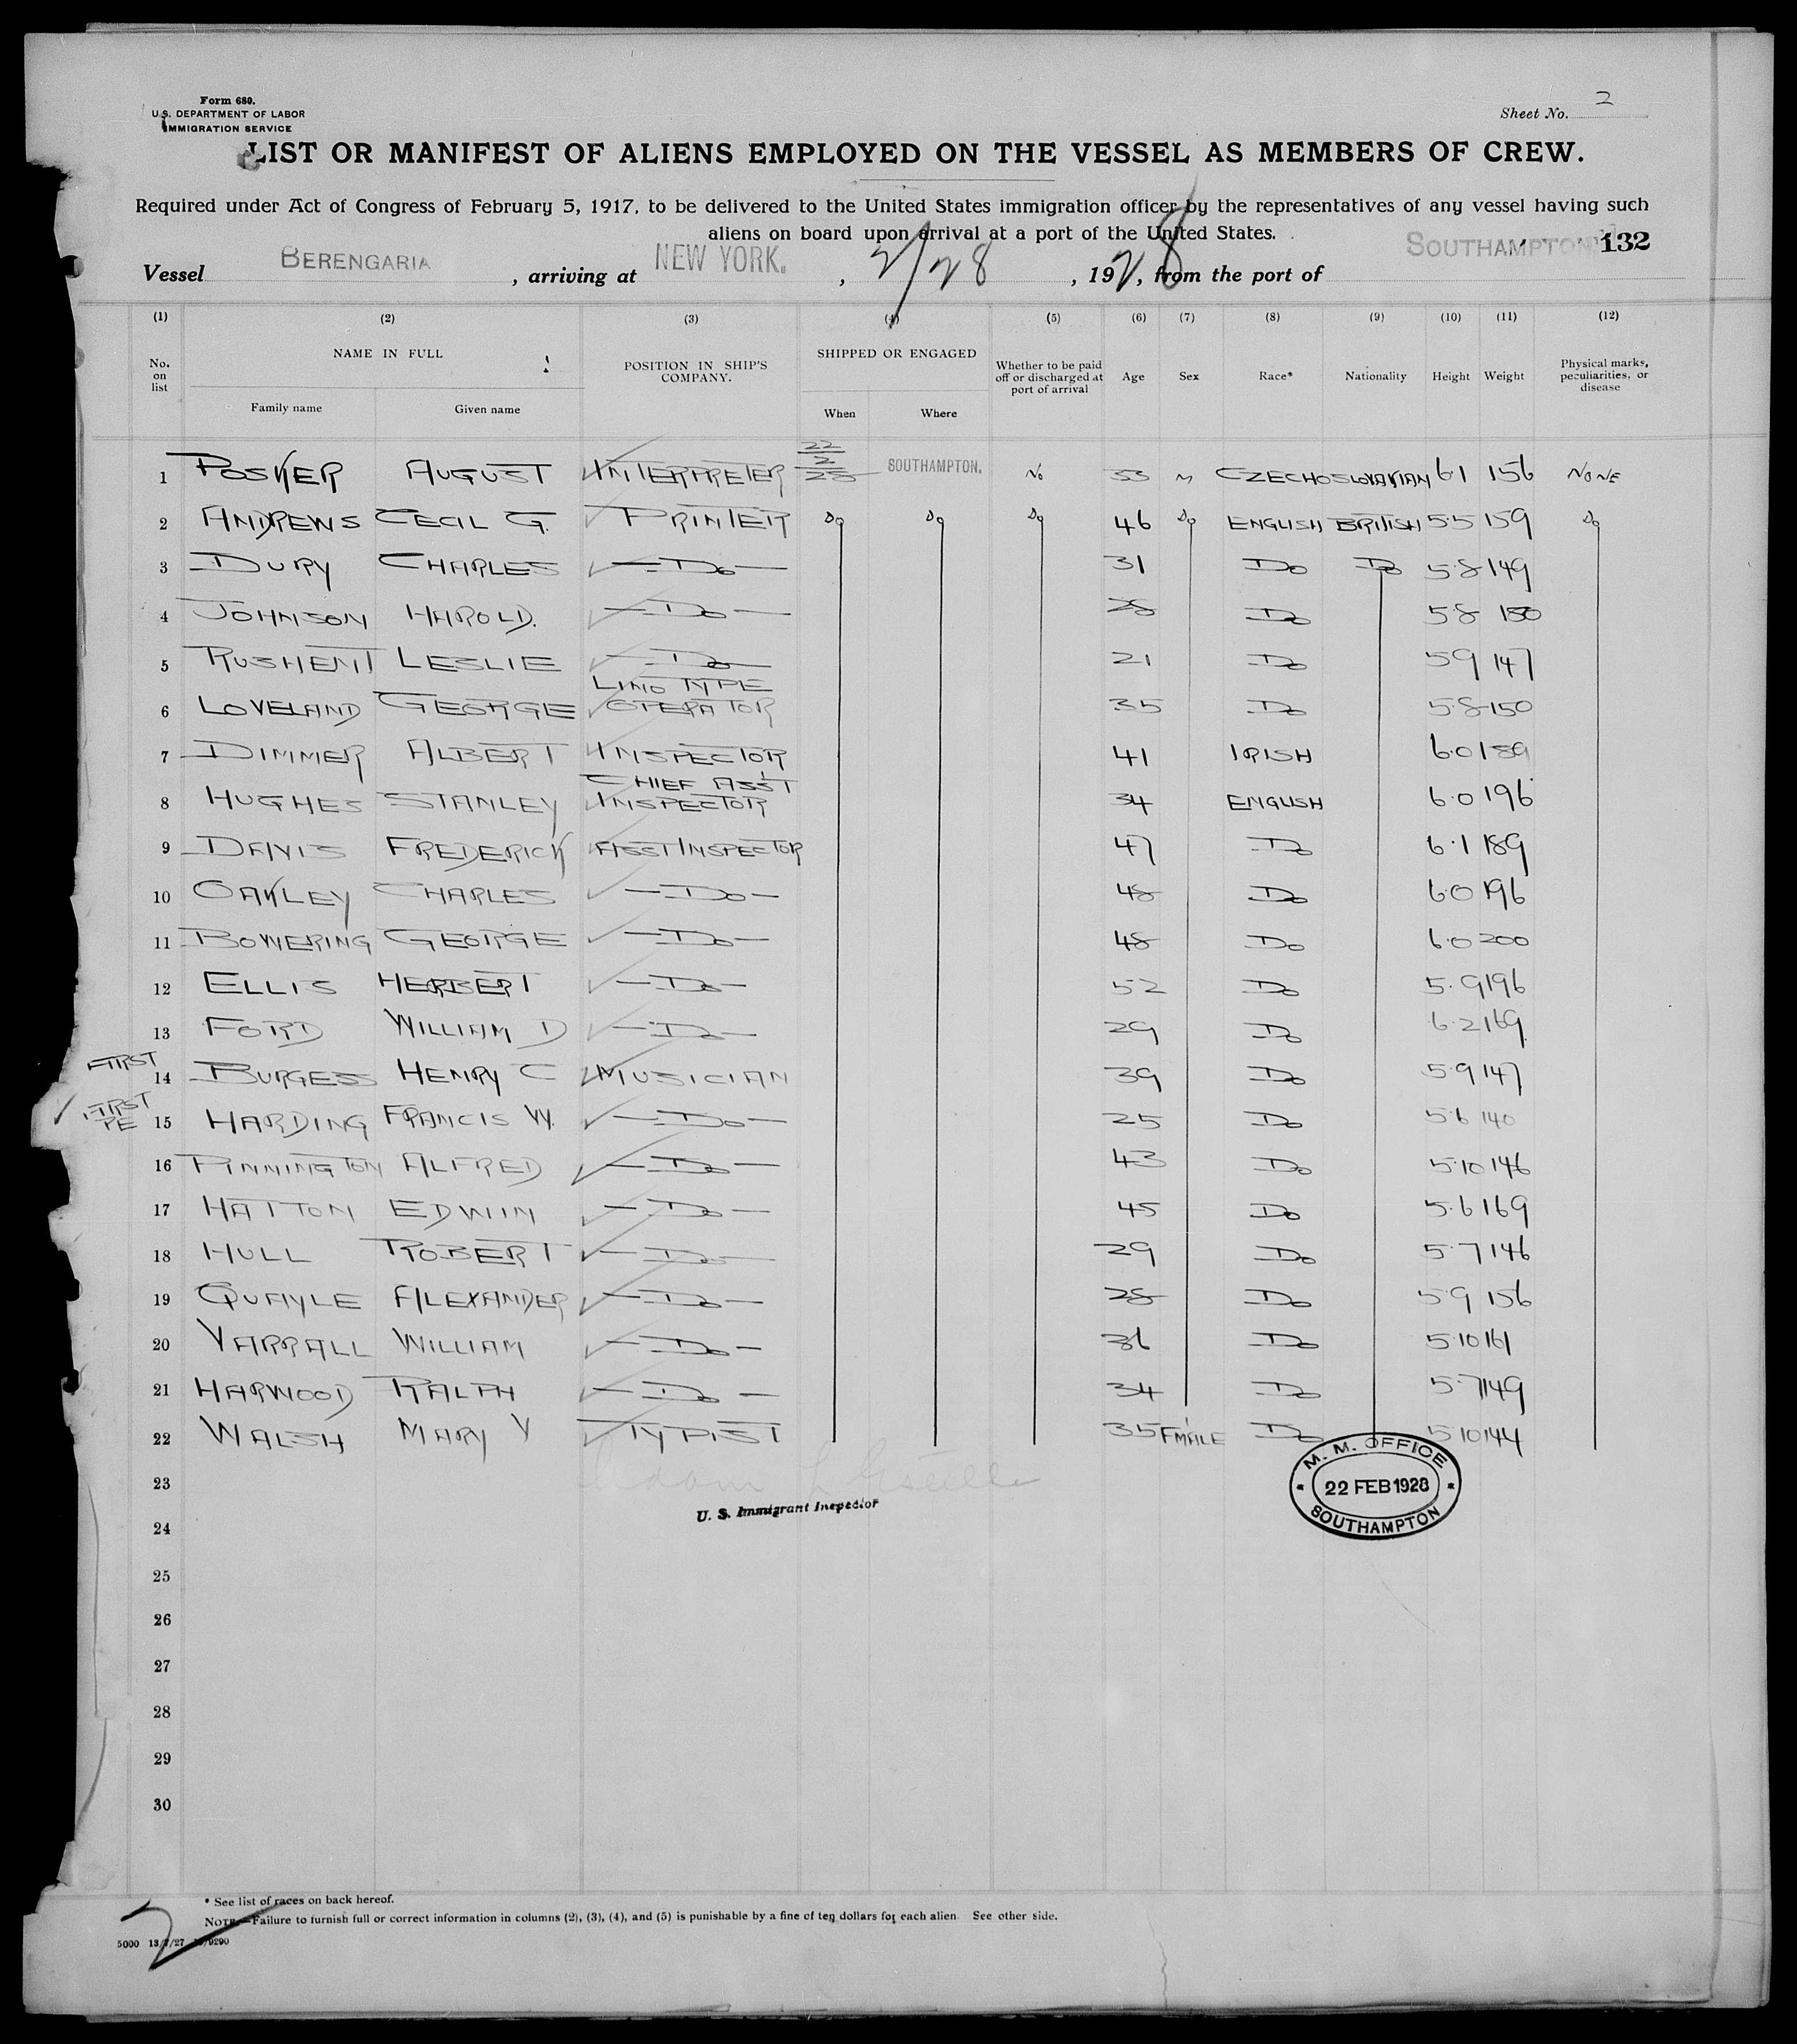 Form 680.
U.S. DEPARTMENT OF LABOR
IMMIGRATION SERVICE
Sheet No. 2
LIST OR MANIFEST OF ALIENS EMPLOYED ON THE VESSEL AS MEMBERS OF CREW.
Required under Act of Congress of February 5, 1917, to be delivered to the United States immigration officer by the representatives of any vessel having such
aliens on board upon arrival at a port of the United States.
132
Vessel BERENGARIA, arriving at NEW YORK., 2/28, 1928, from the port of SOUTHAMPTON
(1) (2) (3) (4) (5) (6) (7) (8) (9) (10) (11) (12)
No. on list NAME IN FULL Family name Given name POSITION IN SHIP'S COMPANY. SHIPPED OR ENGAGED When Where Whether to be paid off or discharged at port of arrival Age Sex Race* Nationality Height Weight Physical marks, peculiarities, or disease
1 POSKER AUGUST INTERPRETER 22/2/28 SOUTHAMPTON. No 33 M CZECHOSLOVAKIAN 6.1 156 NONE
2 ANDREWS CECIL G. PRINTER Do Do Do 46 Do ENGLISH BRITISH 5.5 159 Do
3 DURY CHARLES — Do — 31 Do Do 5.8 149
4 JOHNSON HAROLD. — Do — 28 Do 5.8 150
5 RUSHENT LESLIE — Do — 21 Do 5.9 147
6 LOVELAND GEORGE LINO TYPE OPERATOR 35 Do 5.8 150
7 DIMMER ALBERT INSPECTOR 41 IRISH 6.0 189
8 HUGHES STANLEY CHIEF ASS'T INSPECTOR 34 ENGLISH 6.0 196
9 DAVIS FREDERICK ASST INSPECTOR 47 Do 6.1 189
10 OAKLEY CHARLES — Do — 48 Do 6.0 196
11 BOWERING GEORGE — Do — 48 Do 6.0 200
12 ELLIS HERBERT — Do — 52 Do 5.9 196
13 FORD WILLIAM D — Do — 29 Do 6.2 169
FIRST 14 BURGESS HENRY C MUSICIAN 39 Do 5.9 147
FIRST PE 15 HARDING FRANCIS W. — Do — 25 Do 5.6 140
16 PINNINGTON ALFRED — Do — 43 Do 5.10 146
17 HATTON EDWIN — Do — 45 Do 5.6 169
18 HULL ROBERT — Do — 29 Do 5.7 146
19 QUAYLE ALEXANDER — Do — 28 Do 5.9 156
20 YARRALL WILLIAM — Do — 36 Do 5.10 161
21 HARWOOD RALPH — Do — 34 Do 5.7 149
22 WALSH MARY V TYPIST 35 FMALE Do 5.10 144
23
U. S. Immigrant Inspector
M. M. OFFICE
22 FEB 1928
SOUTHAMPTON
24
25
26
27
28
29
30
* See list of races on back hereof.
NOTE.—Failure to furnish full or correct information in columns (2), (3), (4), and (5) is punishable by a fine of ten dollars for each alien. See other side.
2
5000 13/7/27